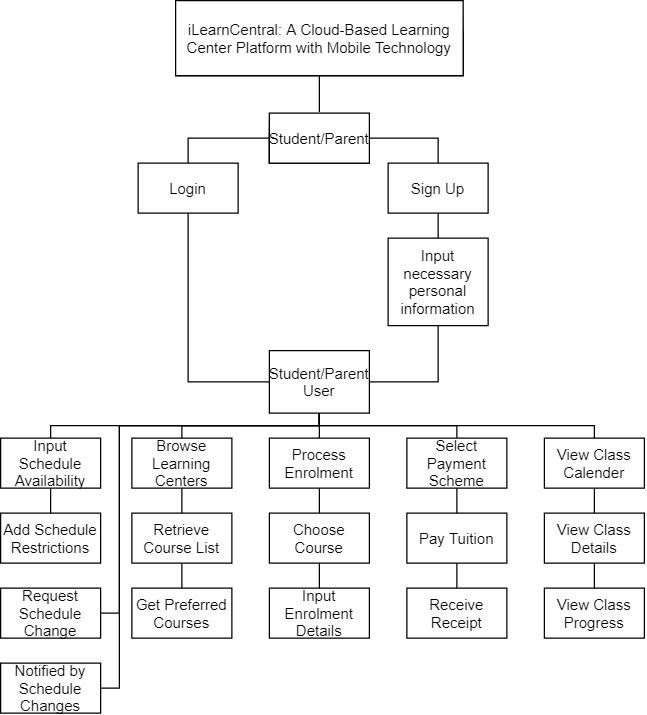 iLearnCentral: A Cloud-Based Learning
Center Platform with Mobile Technology
Student/Parent
Login
Sign Up
Input
necessary
personal
information
Student/Parent
User
Input
Schedule
Availability
Browse
Learning
Centers
Process
Enrolment
Select
Payment
Scheme
View Class
Calender
Add Schedule
Restrictions
Retrieve
Course List
Choose
Course
Pay Tuition
View Class
Details
Request
Schedule
Change
Get Preferred
Courses
Input
Enrolment
Details
Receive
Receipt
View Class
Progress
Notified by
Schedule
Changes